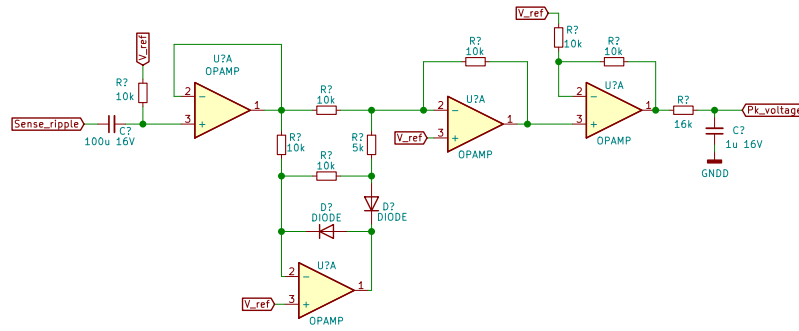 V_ref
V_ref
R?
10k
R?
10k
R?
10k
U?A
OPAMP
U?A
R?
10k
2
1
3
Sense_ripple
C?
100u 16V
R?
10k
2
1
3
V_ref
U?A
OPAMP
2
1
3
OPAMP
R?
16k
Pk_voltage
C?
1u 16V
GNDD
R?
10k
R?
5k
R?
10k
D?
DIODE
D?
DIODE
U?A
2
1
3
V_ref
OPAMP